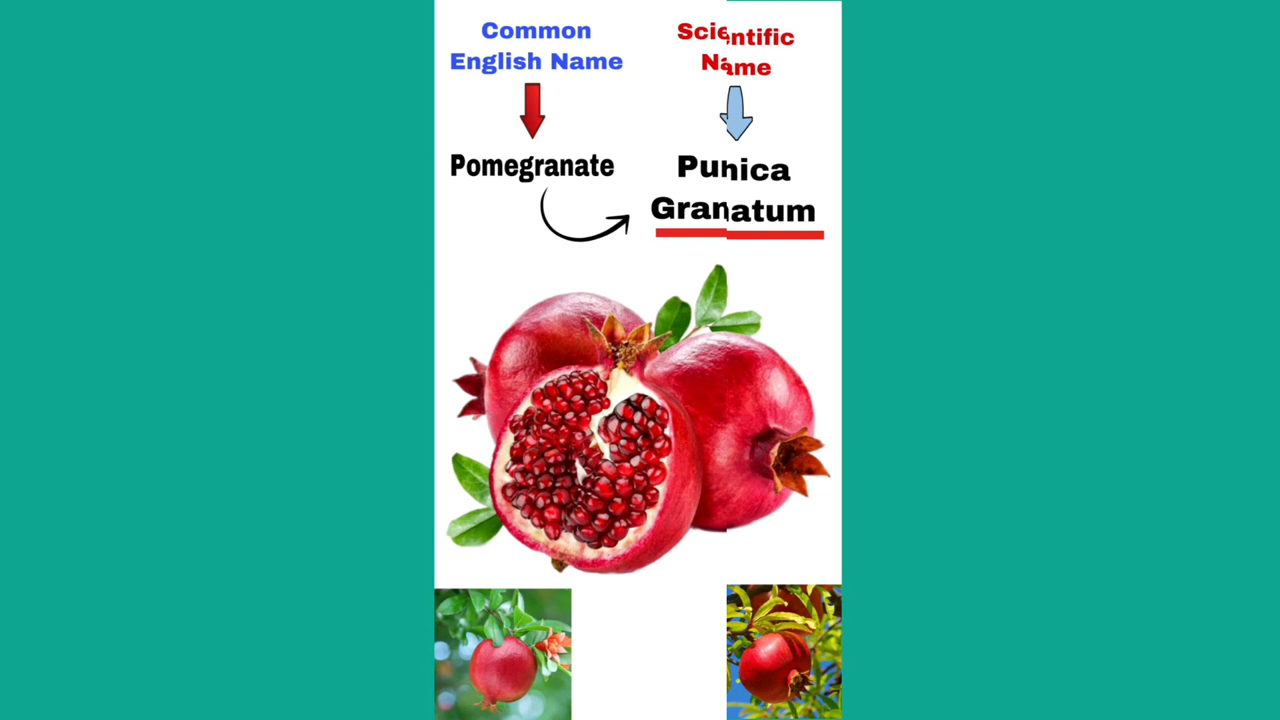 Common
English Name
Scientific
Name
Pomegranate
Punica
Granatum